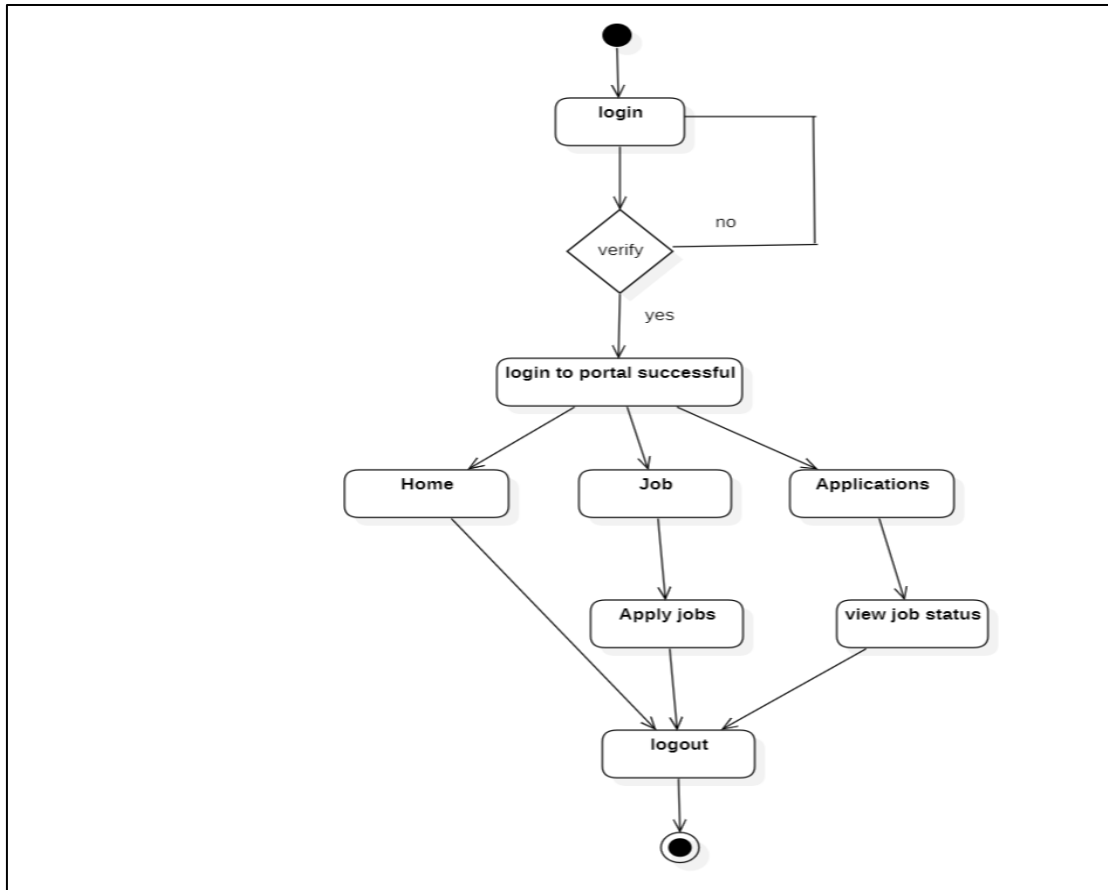 login
no
verify
yes
login to portal successful
Home
Job
Applications
Apply jobs
view job status
logout